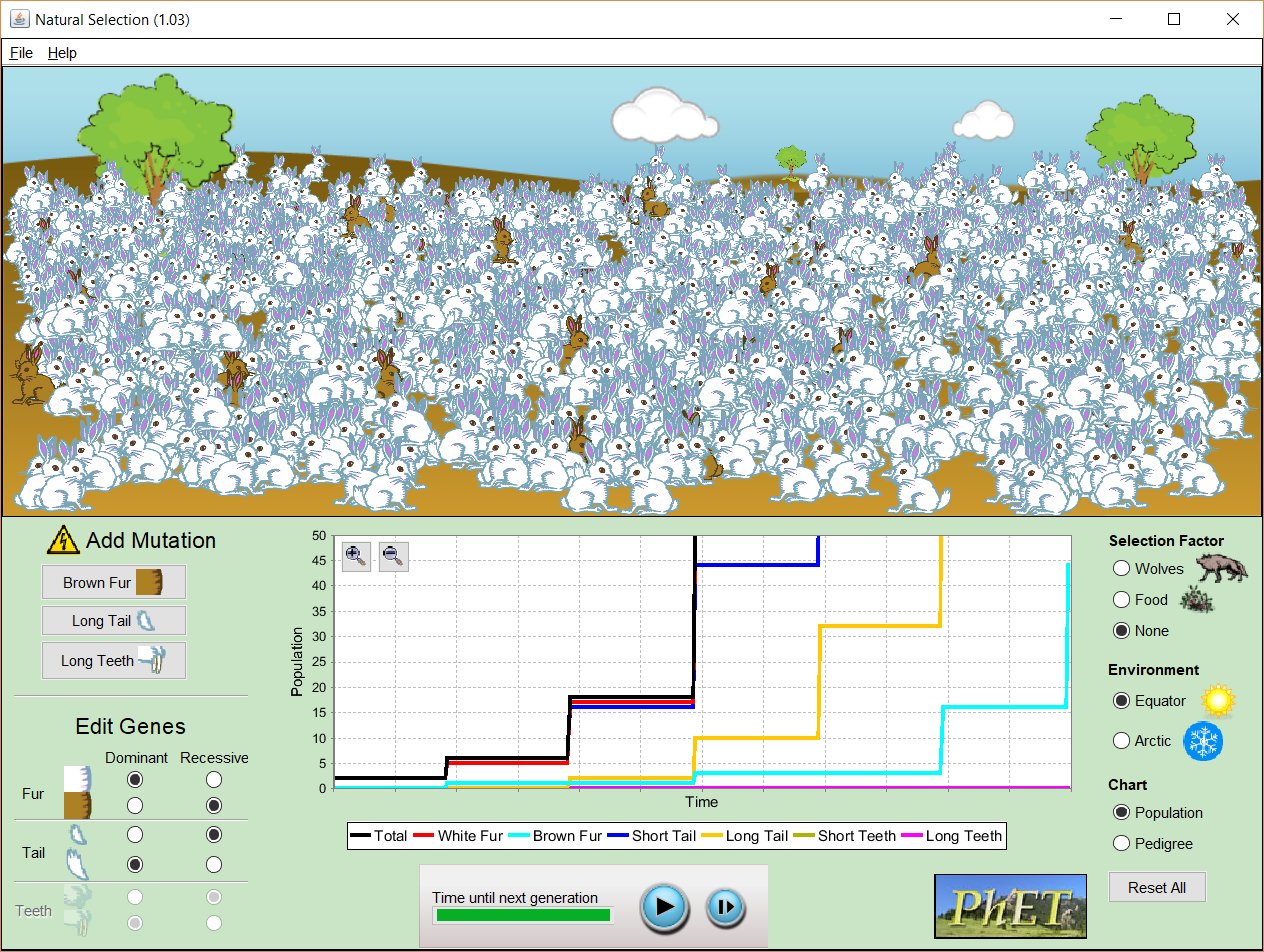 Natural Selection (1.03)
File Help
Add Mutation
Brown Fur
Long Tail
Long Teeth
Edit Genes
Dominant Recessive
Fur
Tail
Teeth
50
45
40
35
30
25
20
15
10
5
0
Population
Time
Total White Fur Brown Fur Short Tail Long Tail Short Teeth Long Teeth
Time until next generation
PhET
Selection Factor
Wolves
Food
None
Environment
Equator
Arctic
Chart
Population
Pedigree
Reset All